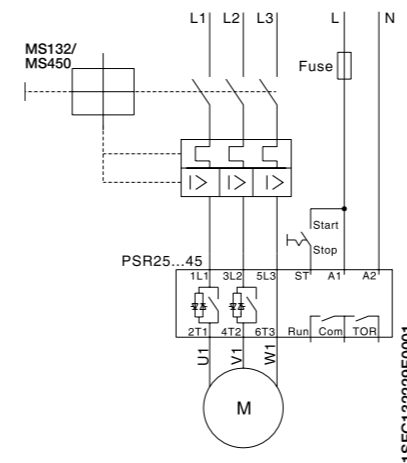 L1 L2 L3 L N
MS132/
MS450
Fuse
I> I> I>
Start
Stop
PSR25...45
1L1 3L2 5L3 ST A1 A2
2T1 4T2 6T3 Run Com TOR
U1 V1 W1
M
1SFC132229F0001